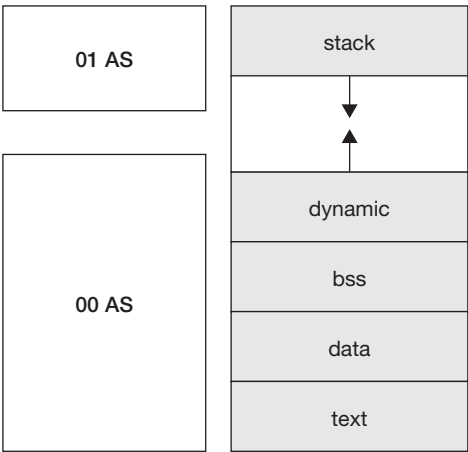 01 AS
00 AS
stack
dynamic
bss
data
text